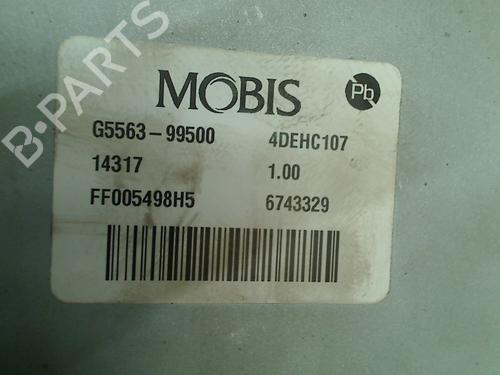 MOBIS
Pb
G5563-99500 4DEHC107
14317 1.00
FF005498H5 6743329
B-PARTS